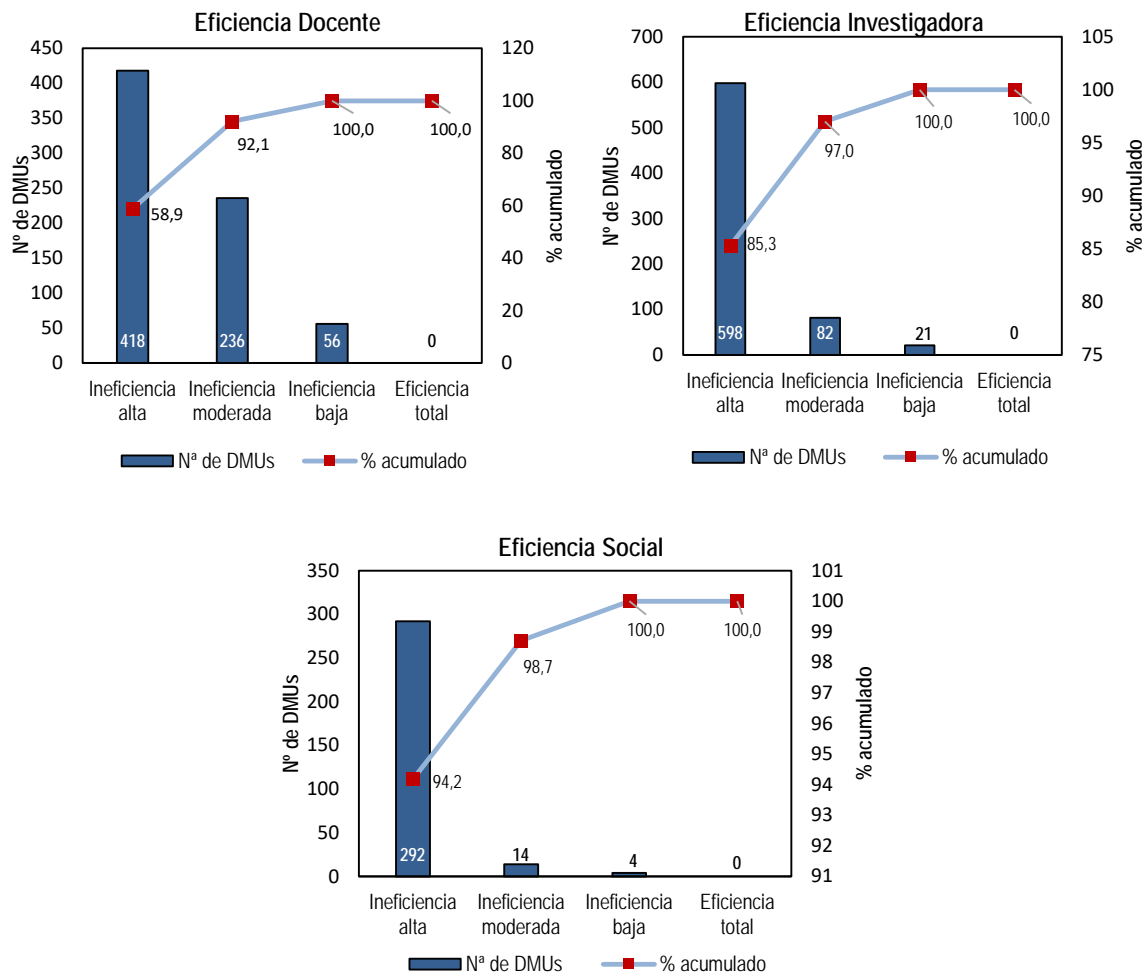 Eficiencia Docente
450
400
350
300
250
200
150
100
50
0
Nº de DMUs
120
100
80
60
40
20
0
% acumulado
58,9
92,1
100,0
100,0
418
236
56
0
Ineficiencia alta
Ineficiencia moderada
Ineficiencia baja
Eficiencia total
Nª de DMUs
% acumulado
Eficiencia Investigadora
700
600
500
400
300
200
100
0
Nº de DMUs
105
100
95
90
85
80
75
% acumulado
85,3
97,0
100,0
100,0
598
82
21
0
Ineficiencia alta
Ineficiencia moderada
Ineficiencia baja
Eficiencia total
Nª de DMUs
% acumulado
Eficiencia Social
350
300
250
200
150
100
50
0
Nº de DMUs
101
100
99
98
97
96
95
94
93
92
91
% acumulado
94,2
98,7
100,0
100,0
292
14
4
0
Ineficiencia alta
Ineficiencia moderada
Ineficiencia baja
Eficiencia total
Nª de DMUs
% acumulado